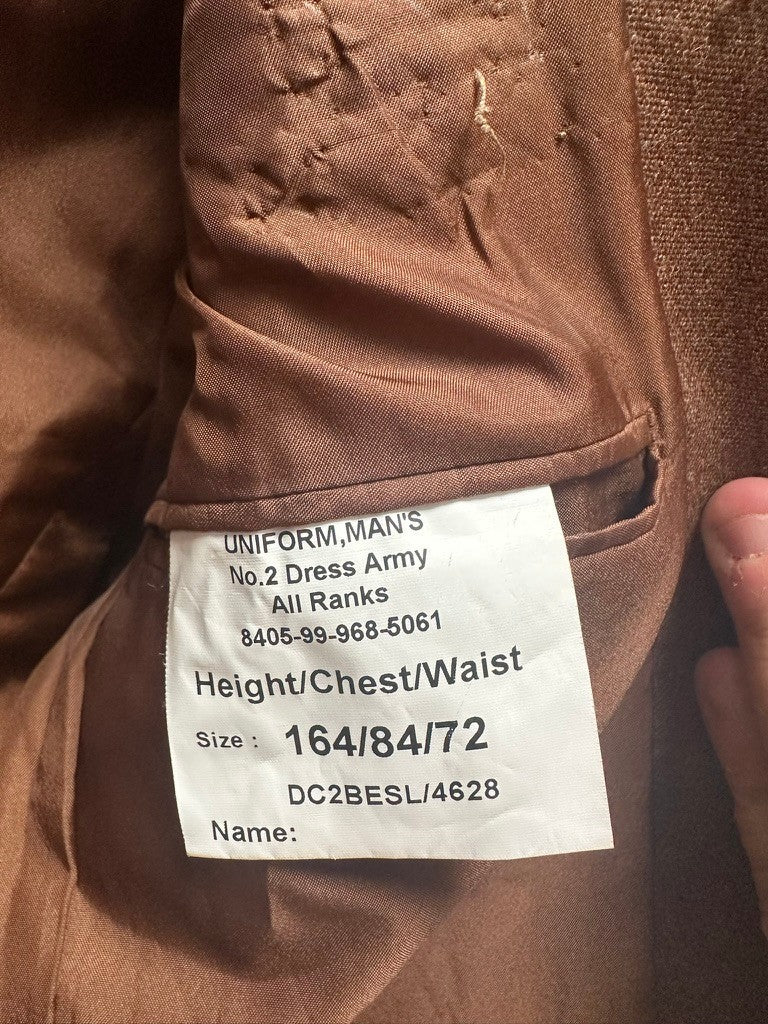 UNIFORM,MAN'S
No.2 Dress Army
All Ranks
8405-99-968-5061
Height/Chest/Waist
Size : 164/84/72
DC2BESL/4628
Name: